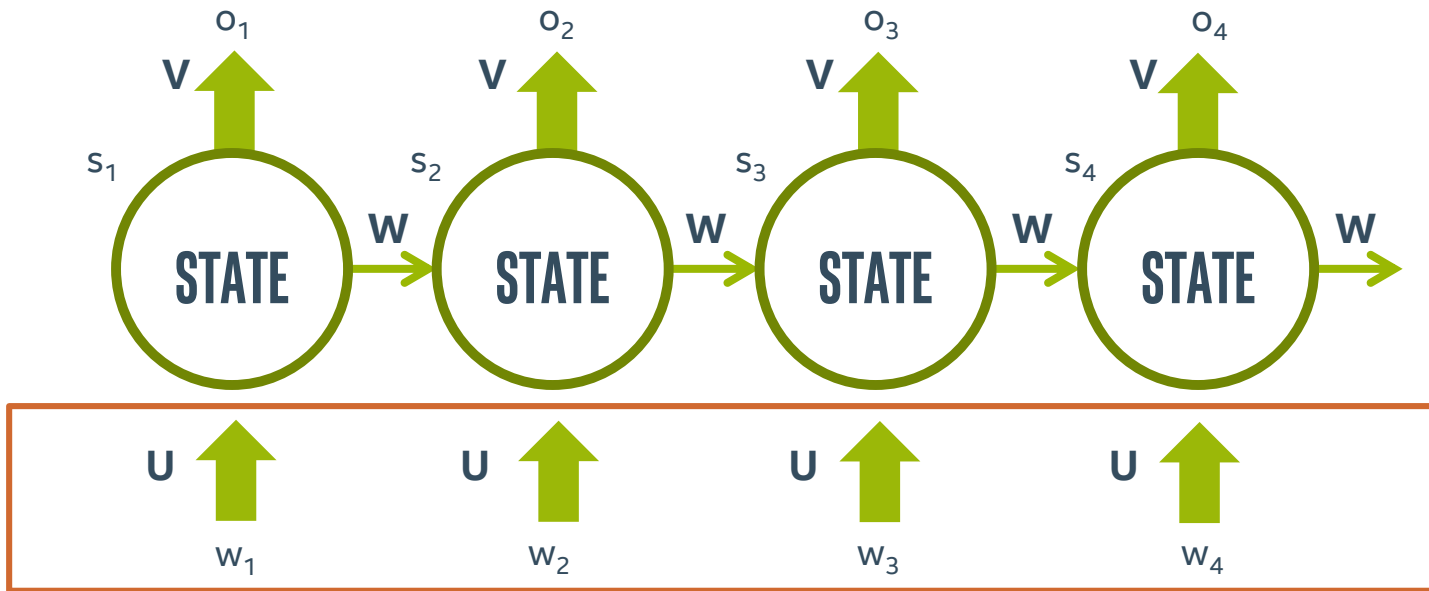 o1 o2 o3 o4
V V V V
s1 s2 s3 s4
W W W W
STATE STATE STATE STATE
U U U U
w1 w2 w3 w4